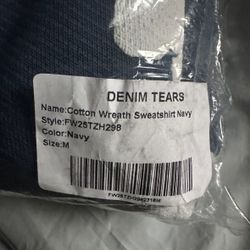 DENIM TEARS
Name:Cotton Wreath Sweatshirt Navy
Style:FW25TZH298
Color:Navy
Size:M